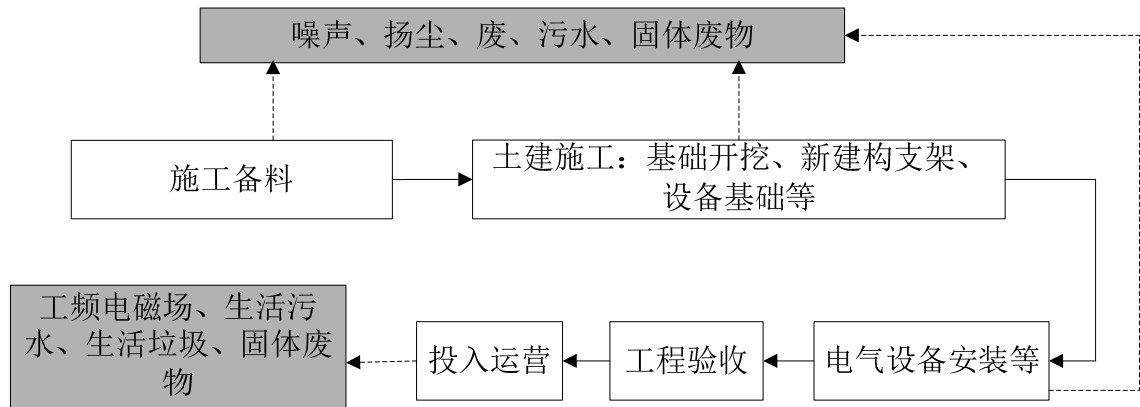 噪声、扬尘、废、污水、固体废物
施工备料
土建施工：基础开挖、新建构支架、
设备基础等
工频电磁场、生活污
水、生活垃圾、固体废
物
投入运营
工程验收
电气设备安装等